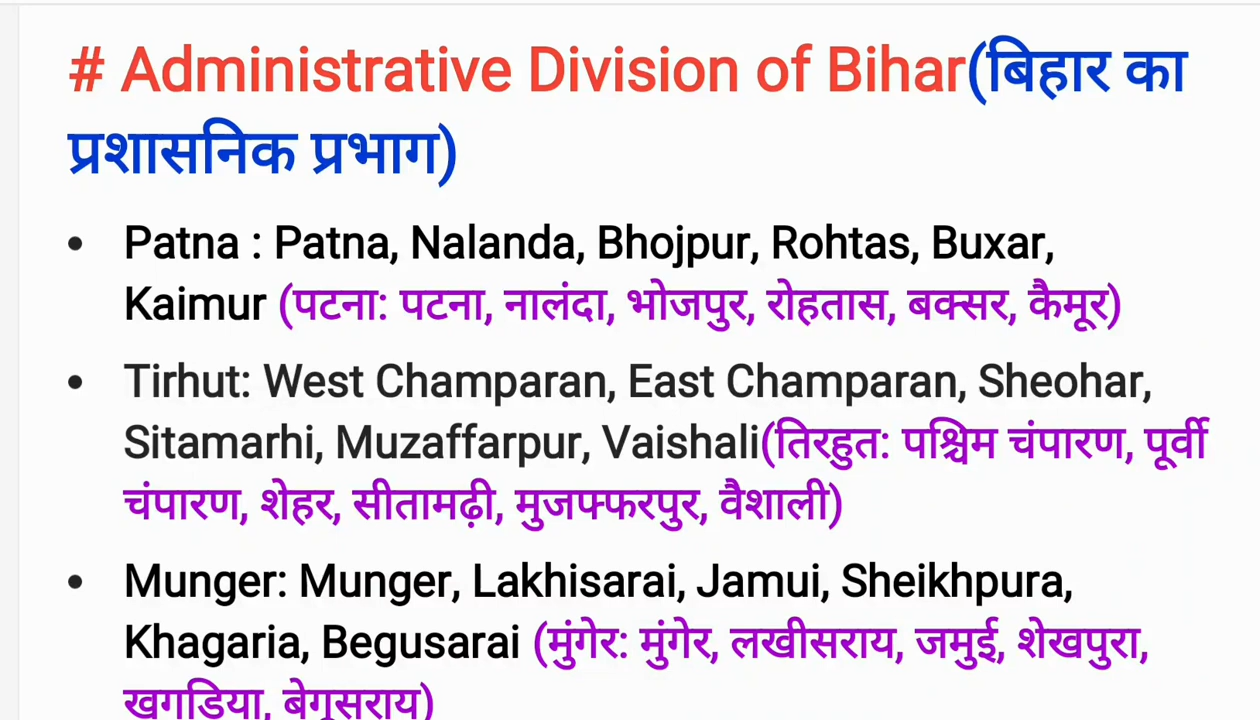 # Administrative Division of Bihar(बिहार का
प्रशासनिक प्रभाग)
• Patna : Patna, Nalanda, Bhojpur, Rohtas, Buxar,
Kaimur (पटना: पटना, नालंदा, भोजपुर, रोहतास, बक्सर, कैमूर)
• Tirhut: West Champaran, East Champaran, Sheohar,
Sitamarhi, Muzaffarpur, Vaishali(तिरहुत: पश्चिम चंपारण, पूर्वी
चंपारण, शेहर, सीतामढ़ी, मुजफ्फरपुर, वैशाली)
• Munger: Munger, Lakhisarai, Jamui, Sheikhpura,
Khagaria, Begusarai (मुंगेर: मुंगेर, लखीसराय, जमुई, शेखपुरा,
खगड़िया, बेगूसराय)